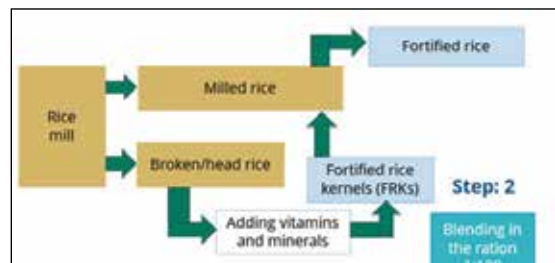 Fortified rice
Milled rice
Rice
mill
Broken/head rice
Fortified rice
kernels (FRKs)
Step: 2
Adding vitamins
and minerals
Blending in
the ration